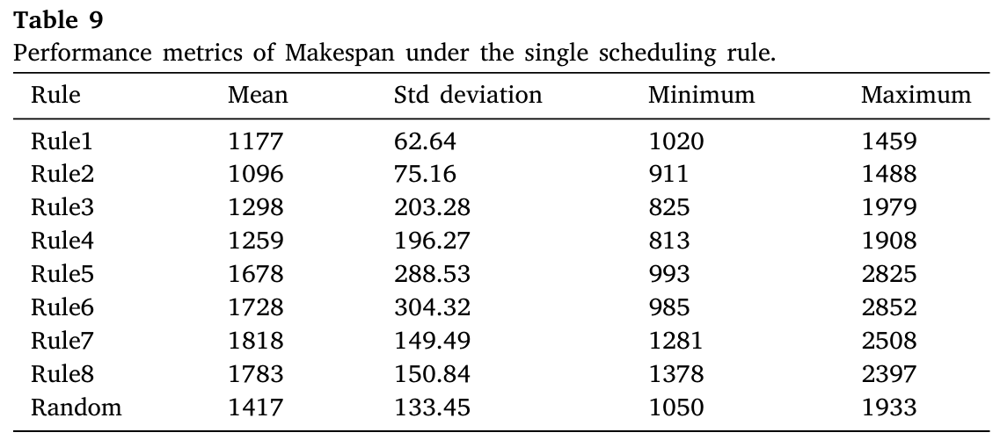 Table 9
Performance metrics of Makespan under the single scheduling rule.
Rule Mean Std deviation Minimum Maximum
Rule1 1177 62.64 1020 1459
Rule2 1096 75.16 911 1488
Rule3 1298 203.28 825 1979
Rule4 1259 196.27 813 1908
Rule5 1678 288.53 993 2825
Rule6 1728 304.32 985 2852
Rule7 1818 149.49 1281 2508
Rule8 1783 150.84 1378 2397
Random 1417 133.45 1050 1933